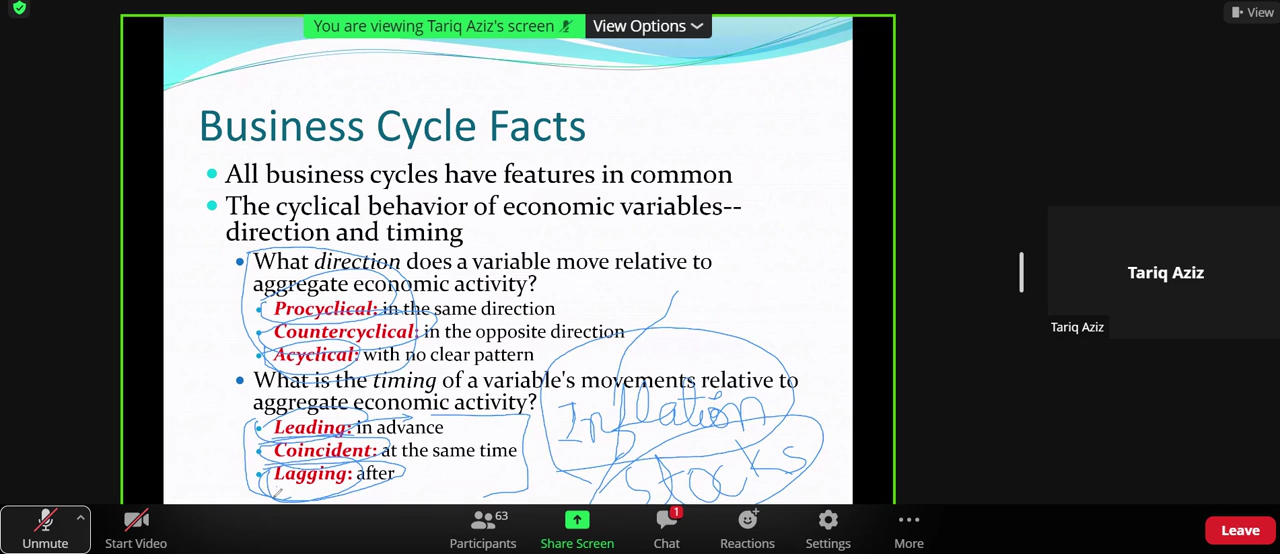 You are viewing Tariq Aziz's screen
View Options
View
Business Cycle Facts
All business cycles have features in common
The cyclical behavior of economic variables--
direction and timing
What direction does a variable move relative to
aggregate economic activity?
Procyclical: in the same direction
Countercyclical: in the opposite direction
Acyclical: with no clear pattern
What is the timing of a variable's movements relative to
aggregate economic activity?
Leading: in advance
Coincident: at the same time
Lagging: after
Inflation
Stocks
Tariq Aziz
Tariq Aziz
Unmute
Start Video
63
Participants
Share Screen
1
Chat
Reactions
Settings
More
Leave